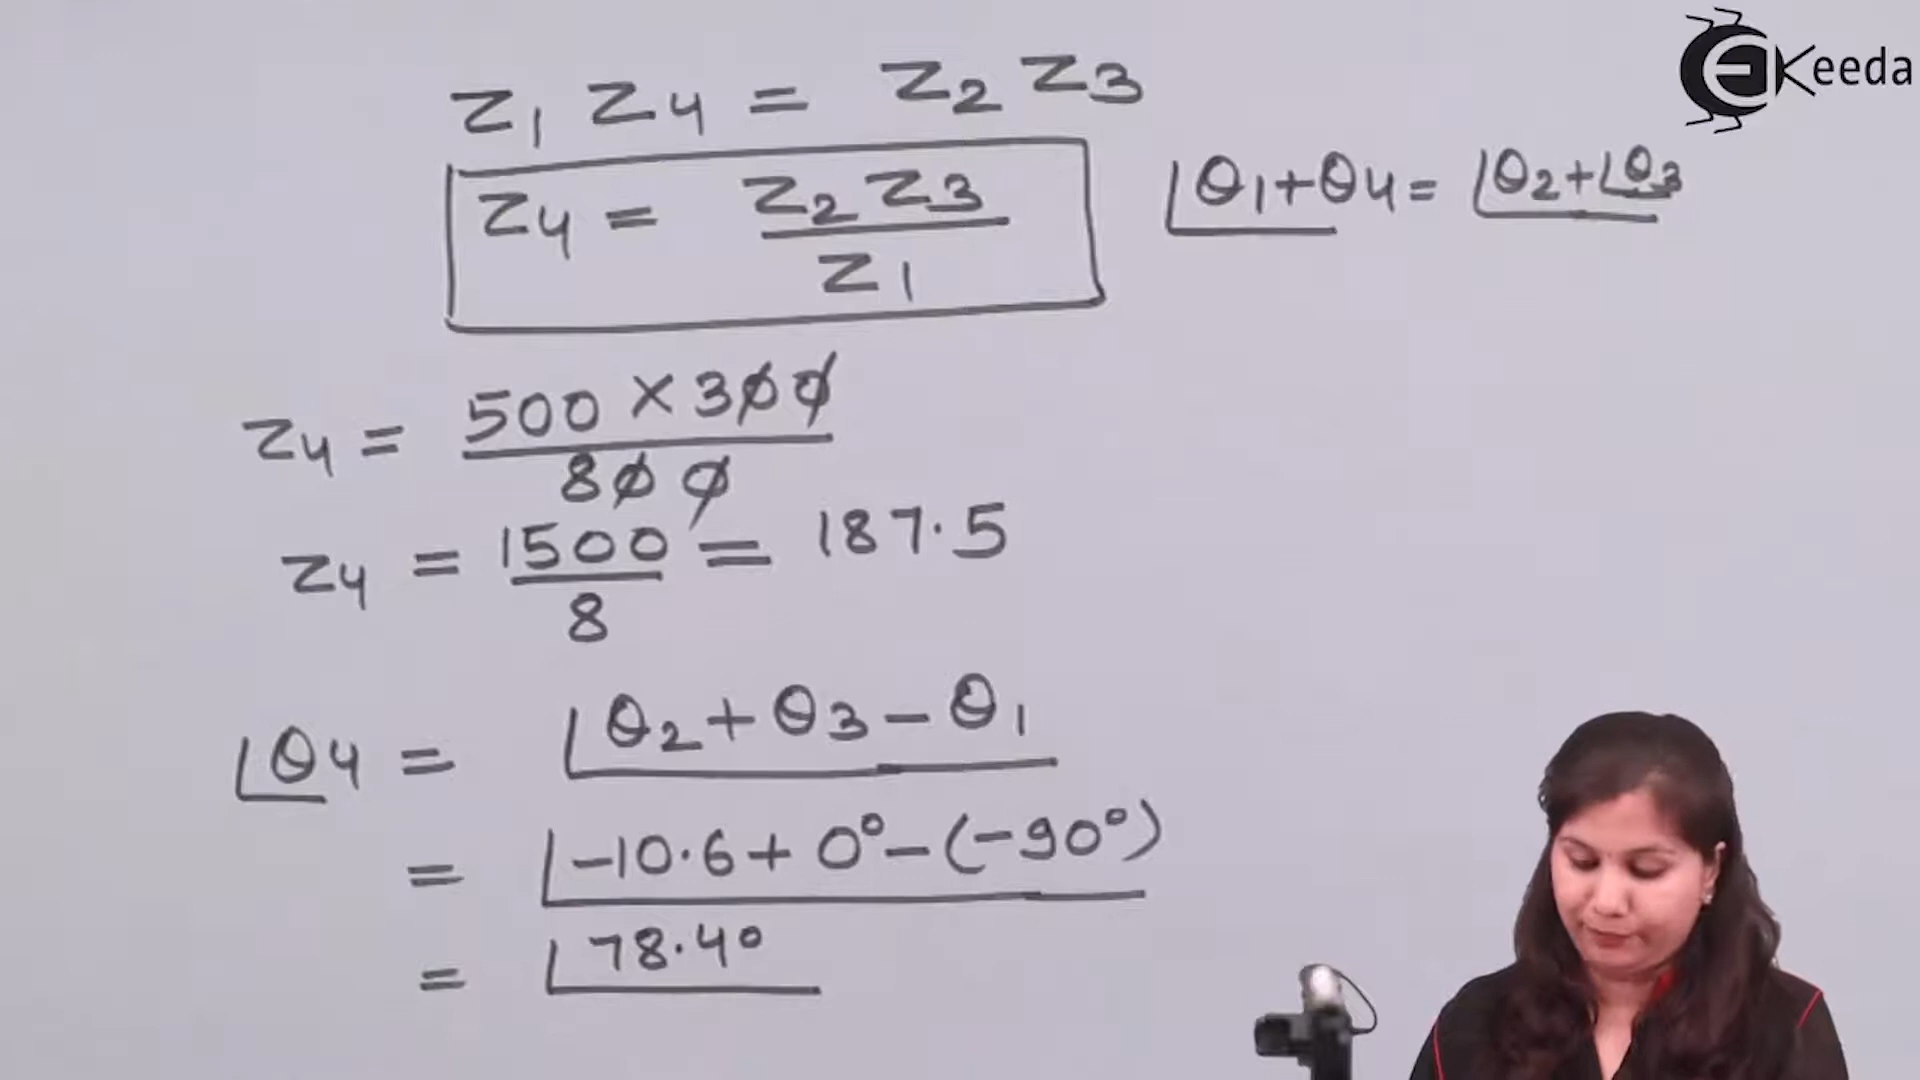 EKeeda
Z1 Z4 = Z2 Z3
Z4 = Z2 Z3 / Z1
∠θ1+θ4 = ∠θ2+∠θ3
Z4 = 500 × 300 / 800
Z4 = 1500 / 8 = 187.5
∠θ4 = ∠θ2 + θ3 - θ1
= ∠-10.6 + 0° - (-90°)
= ∠78.4°